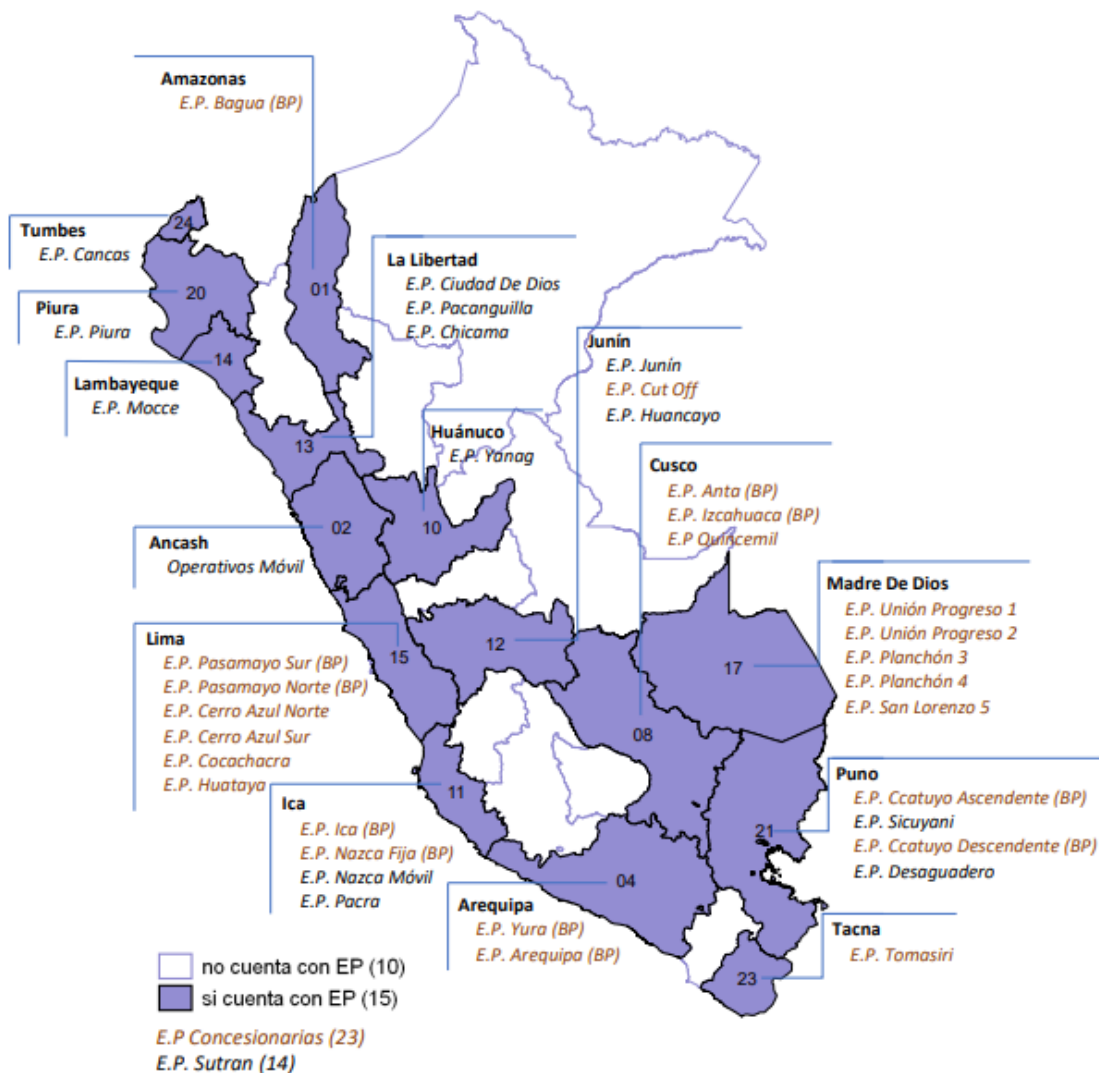 Amazonas
E.P. Bagua (BP)
Tumbes
E.P. Cancas
24
Piura
E.P. Piura
20
01
La Libertad
E.P. Ciudad De Dios
E.P. Pacanguilla
E.P. Chicama
Lambayeque
E.P. Mocce
14
Junín
E.P. Junín
E.P. Cut Off
E.P. Huancayo
13
Huánuco
E.P. Yanag
Cusco
E.P. Anta (BP)
E.P. Izcahuaca (BP)
E.P Quincemil
Ancash
Operativos Móvil
02
10
Madre De Dios
E.P. Unión Progreso 1
E.P. Unión Progreso 2
E.P. Planchón 3
E.P. Planchón 4
E.P. San Lorenzo 5
Lima
E.P. Pasamayo Sur (BP)
E.P. Pasamayo Norte (BP)
E.P. Cerro Azul Norte
E.P. Cerro Azul Sur
E.P. Cocachacra
E.P. Huataya
15
12
17
08
Ica
E.P. Ica (BP)
E.P. Nazca Fija (BP)
E.P. Nazca Móvil
E.P. Pacra
11
Puno
E.P. Ccatuyo Ascendente (BP)
E.P. Sicuyani
E.P. Ccatuyo Descendente (BP)
E.P. Desaguadero
21
Arequipa
E.P. Yura (BP)
E.P. Arequipa (BP)
04
Tacna
E.P. Tomasiri
23
no cuenta con EP (10)
si cuenta con EP (15)
E.P Concesionarias (23)
E.P. Sutran (14)